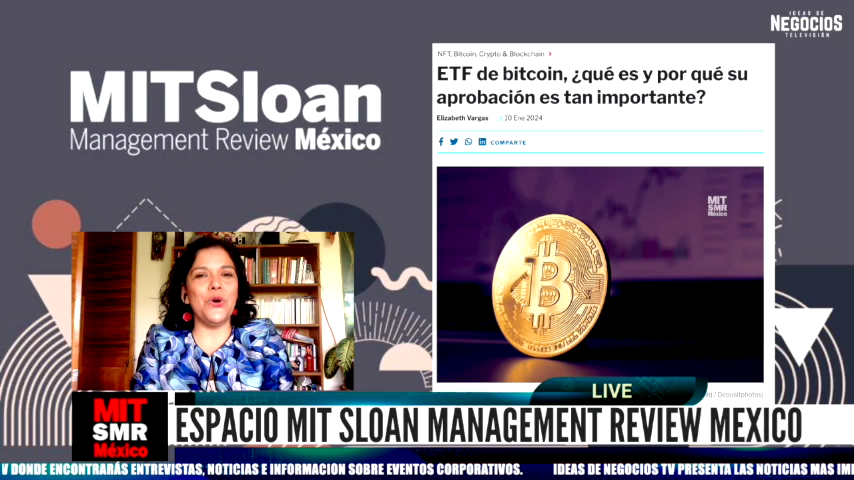 IDEAS DE
NEGOCIOS
TELEVISIÓN
MITSloan
Management Review México
NFT, Bitcoin, Crypto & Blockchain >
ETF de bitcoin, ¿qué es y por qué su
aprobación es tan importante?
Elizabeth Vargas 10 Ene 2024
COMPARTE
MIT
SMR
México
/ Depositphotos)
LIVE
MIT
SMR
México
ESPACIO MIT SLOAN MANAGEMENT REVIEW MEXICO
V DONDE ENCONTRARÁS ENTREVISTAS, NOTICIAS E INFORMACION SOBRE EVENTOS CORPORATIVOS. IDEAS DE NEGOCIOS TV PRESENTA LAS NOTICIAS MAS IM